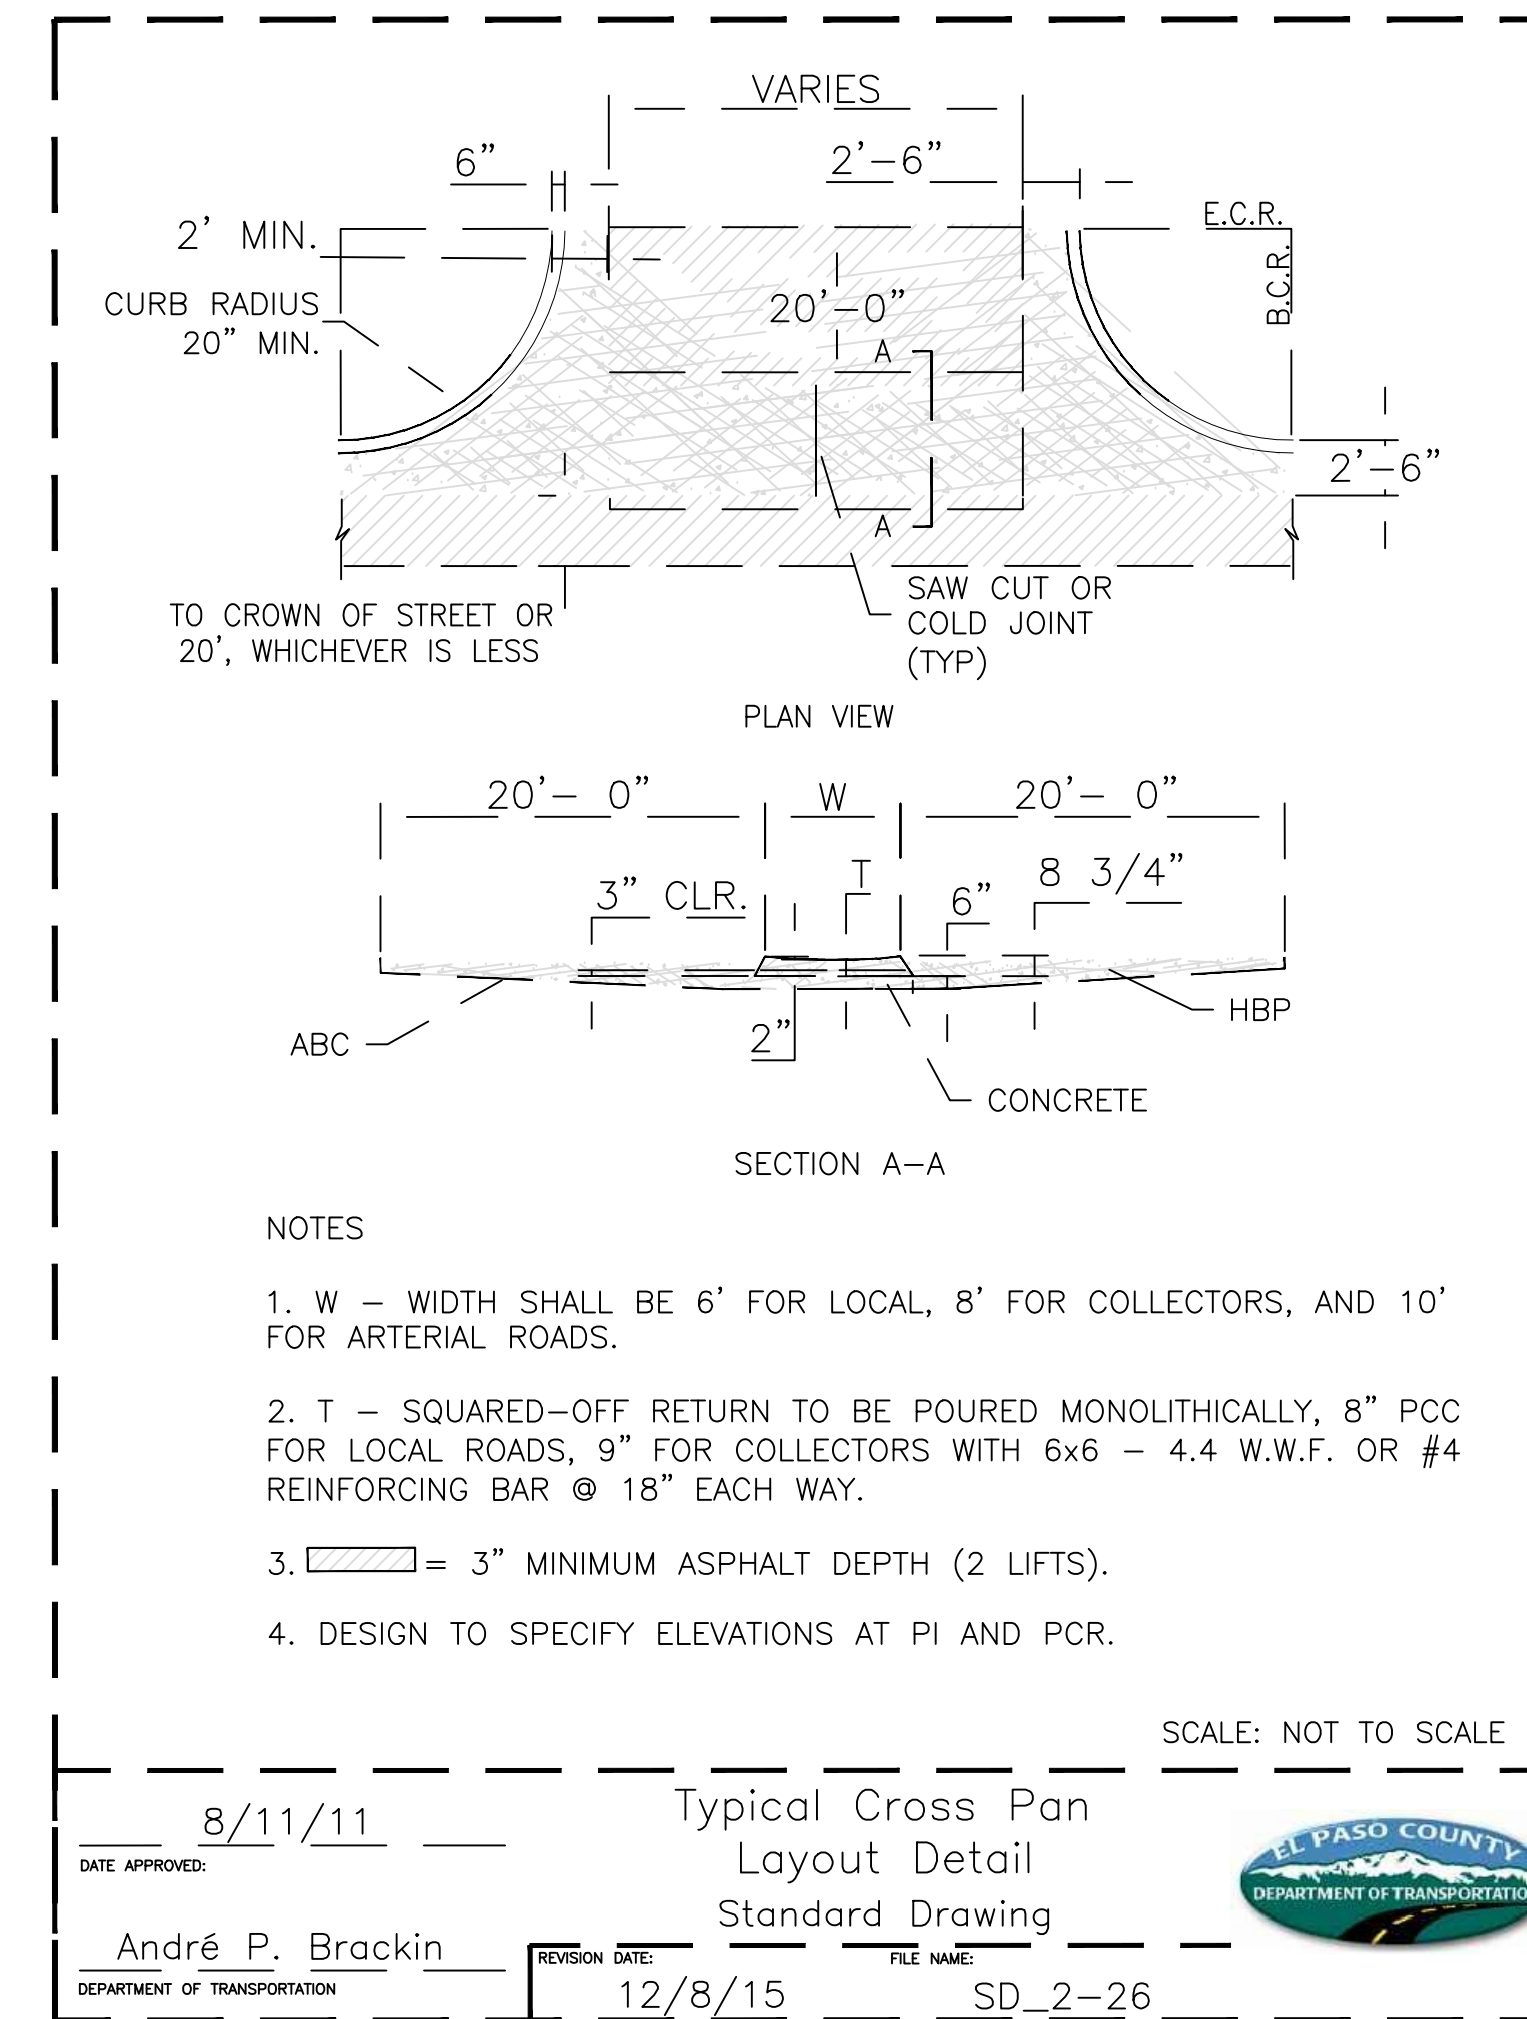 VARIES
6” 2’–6”
E.C.R.
2’ MIN.
B.C.R.
CURB RADIUS
20” MIN.
20’–0”
A
2’–6”
A
SAW CUT OR
COLD JOINT
(TYP)
TO CROWN OF STREET OR
20’, WHICHEVER IS LESS
PLAN VIEW
20’– 0” W 20’– 0”
3” CLR. T 6” 8 3/4”
ABC 2” HBP
CONCRETE
SECTION A–A
NOTES
1. W – WIDTH SHALL BE 6’ FOR LOCAL, 8’ FOR COLLECTORS, AND 10’
FOR ARTERIAL ROADS.
2. T – SQUARED–OFF RETURN TO BE POURED MONOLITHICALLY, 8” PCC
FOR LOCAL ROADS, 9” FOR COLLECTORS WITH 6x6 – 4.4 W.W.F. OR #4
REINFORCING BAR @ 18” EACH WAY.
3. = 3” MINIMUM ASPHALT DEPTH (2 LIFTS).
4. DESIGN TO SPECIFY ELEVATIONS AT PI AND PCR.
SCALE: NOT TO SCALE
8/11/11
DATE APPROVED:
André P. Brackin
DEPARTMENT OF TRANSPORTATION
Typical Cross Pan
Layout Detail
Standard Drawing
REVISION DATE: FILE NAME:
12/8/15 SD_2–26
EL PASO COUNTY
DEPARTMENT OF TRANSPORTATIO